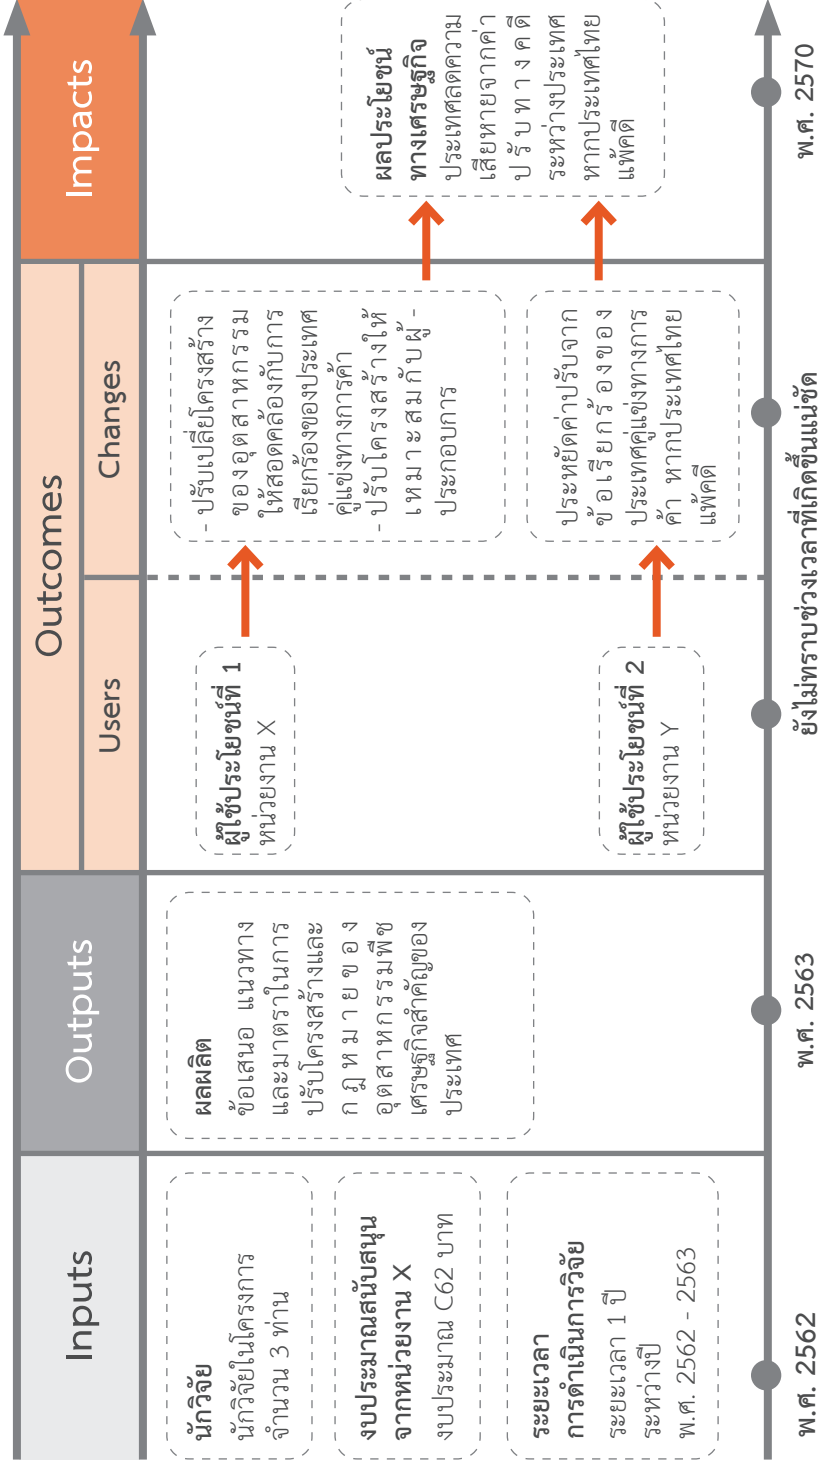 Inputs
Outputs
Outcomes
Impacts
Users
Changes
นักวิจัย
นักวิจัยในโครงการ
จำนวน 3 ท่าน
งบประมาณสนับสนุน
จากหน่วยงาน X
งบประมาณ C62 บาท
ระยะเวลา
การดำเนินการวิจัย
ระยะเวลา 1 ปี
ระหว่างปี
พ.ศ. 2562 - 2563
ผลผลิต
ข้อเสนอ แนวทาง
และมาตราในการ
ปรับโครงสร้างและ
กฎหมายของ
อุตสาหกรรมพืช
เศรษฐกิจสำคัญของ
ประเทศ
ผู้ใช้ประโยชน์ที่ 1
หน่วยงาน X
ผู้ใช้ประโยชน์ที่ 2
หน่วยงาน Y
- ปรับเปลี่ยโครงสร้าง
ของอุตสาหกรรม
ให้สอดคล้องกับการ
เรียกร้องของประเทศ
คู่แข่งทางการค้า
- ปรับโครงสร้างให้
เหมาะสมกับผู้-
ประกอบการ
ประหยัดค่าปรับจาก
ข้อเรียกร้องของ
ประเทศคู่แข่งทางการ
ค้า หากประเทศไทย
แพ้คดี
ผลประโยชน์
ทางเศรษฐกิจ
ประเทศลดความ
เสียหายจากค่า
ปรับทางคดี
ระหว่างประเทศ
หากประเทศไทย
แพ้คดี
พ.ศ. 2562
พ.ศ. 2563
ยังไม่ทราบช่วงเวลาที่เกิดขึ้นแน่ชัด
พ.ศ. 2570